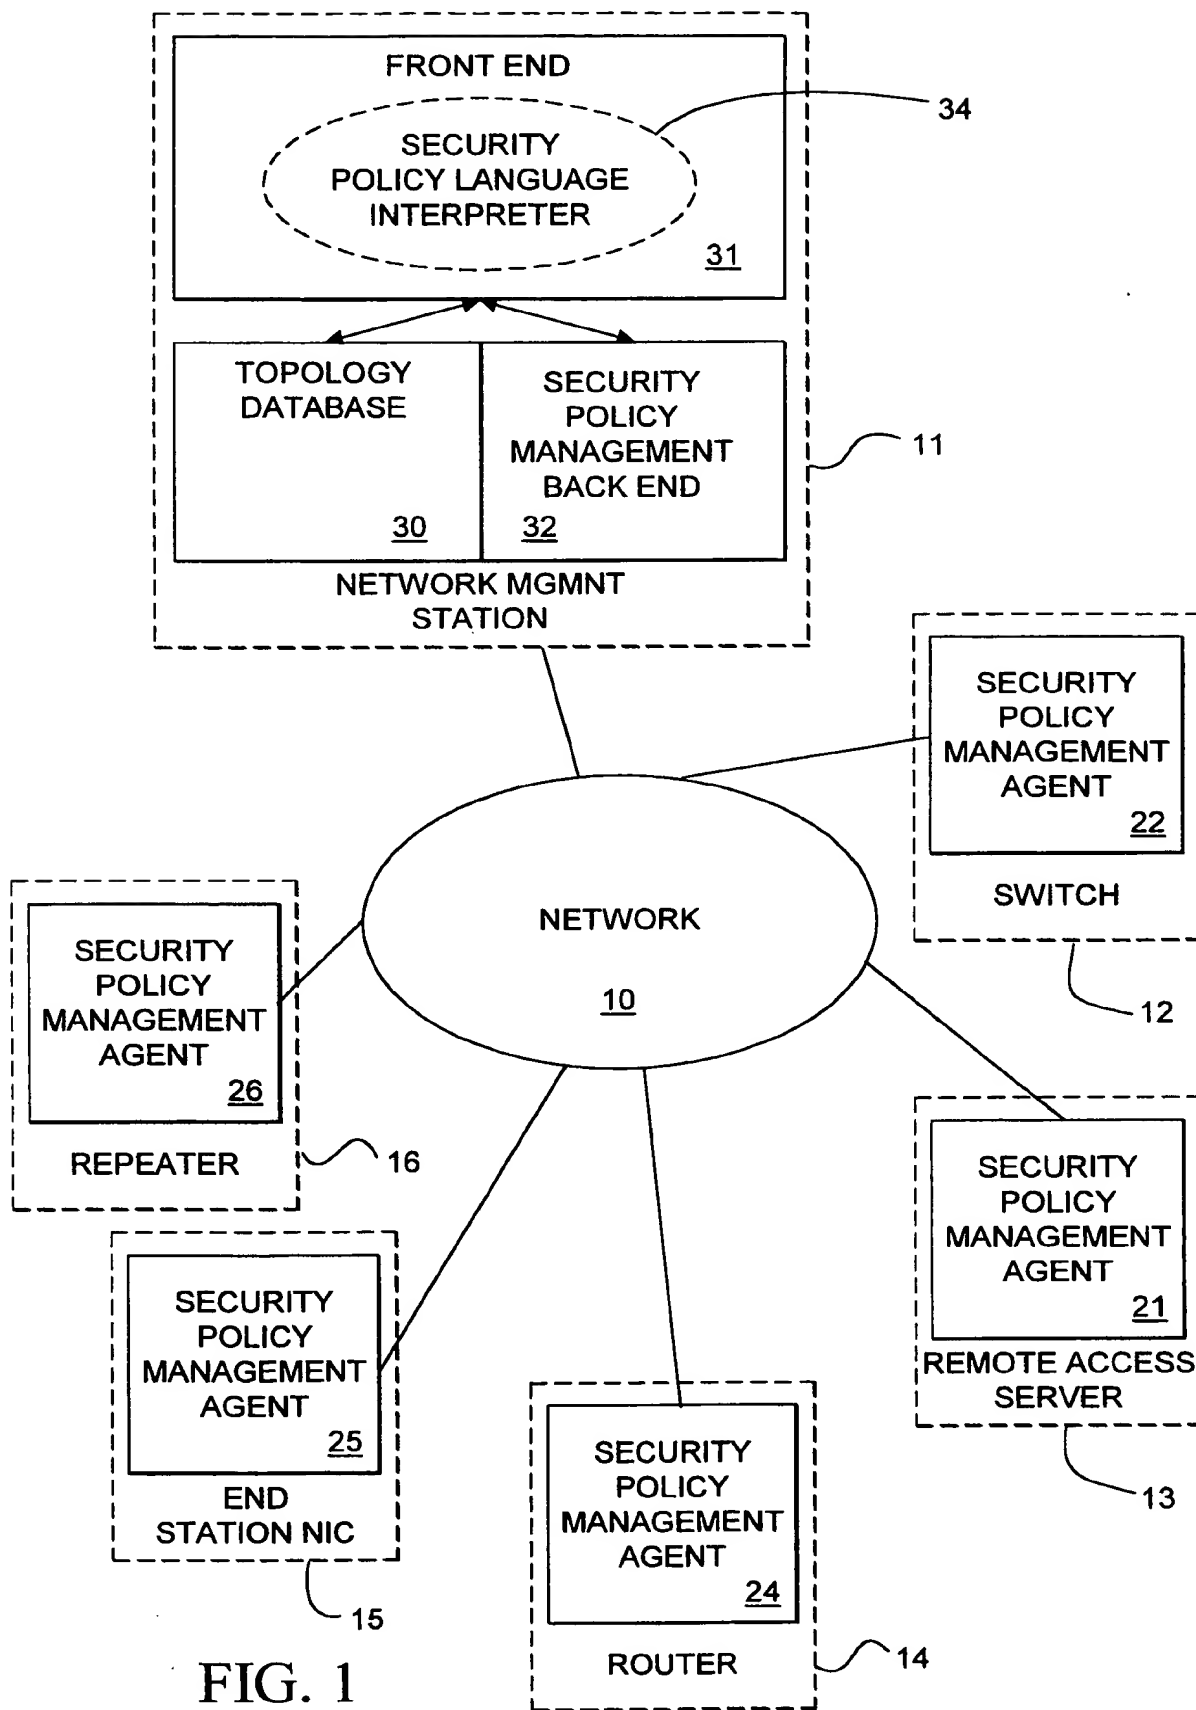 FRONT END
34
SECURITY
POLICY LANGUAGE
INTERPRETER
31
TOPOLOGY
DATABASE
30
SECURITY
POLICY
MANAGEMENT
BACK END
32
11
NETWORK MGMNT
STATION
SECURITY
POLICY
MANAGEMENT
AGENT
22
SWITCH
12
NETWORK
10
SECURITY
POLICY
MANAGEMENT
AGENT
26
REPEATER
16
SECURITY
POLICY
MANAGEMENT
AGENT
21
REMOTE ACCESS
SERVER
13
SECURITY
POLICY
MANAGEMENT
AGENT
25
END
STATION NIC
15
SECURITY
POLICY
MANAGEMENT
AGENT
24
ROUTER
14
FIG. 1